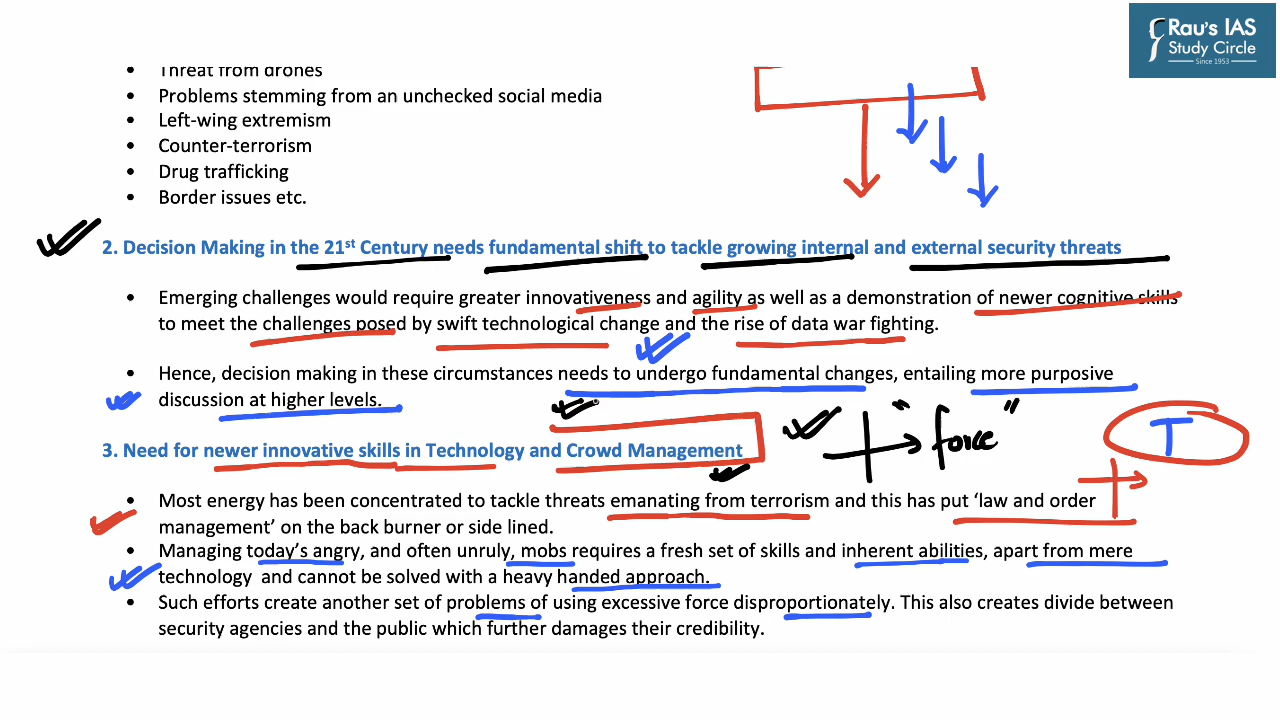 Rau's IAS
Study Circle
Since 1953
• Threat from drones
• Problems stemming from an unchecked social media
• Left-wing extremism
• Counter-terrorism
• Drug trafficking
• Border issues etc.
2. Decision Making in the 21st Century needs fundamental shift to tackle growing internal and external security threats
• Emerging challenges would require greater innovativeness and agility as well as a demonstration of newer cognitive skills
to meet the challenges posed by swift technological change and the rise of data war fighting.
• Hence, decision making in these circumstances needs to undergo fundamental changes, entailing more purposive
discussion at higher levels.
"force"
T
3. Need for newer innovative skills in Technology and Crowd Management
• Most energy has been concentrated to tackle threats emanating from terrorism and this has put ‘law and order
management’ on the back burner or side lined.
• Managing today’s angry, and often unruly, mobs requires a fresh set of skills and inherent abilities, apart from mere
technology and cannot be solved with a heavy handed approach.
• Such efforts create another set of problems of using excessive force disproportionately. This also creates divide between
security agencies and the public which further damages their credibility.